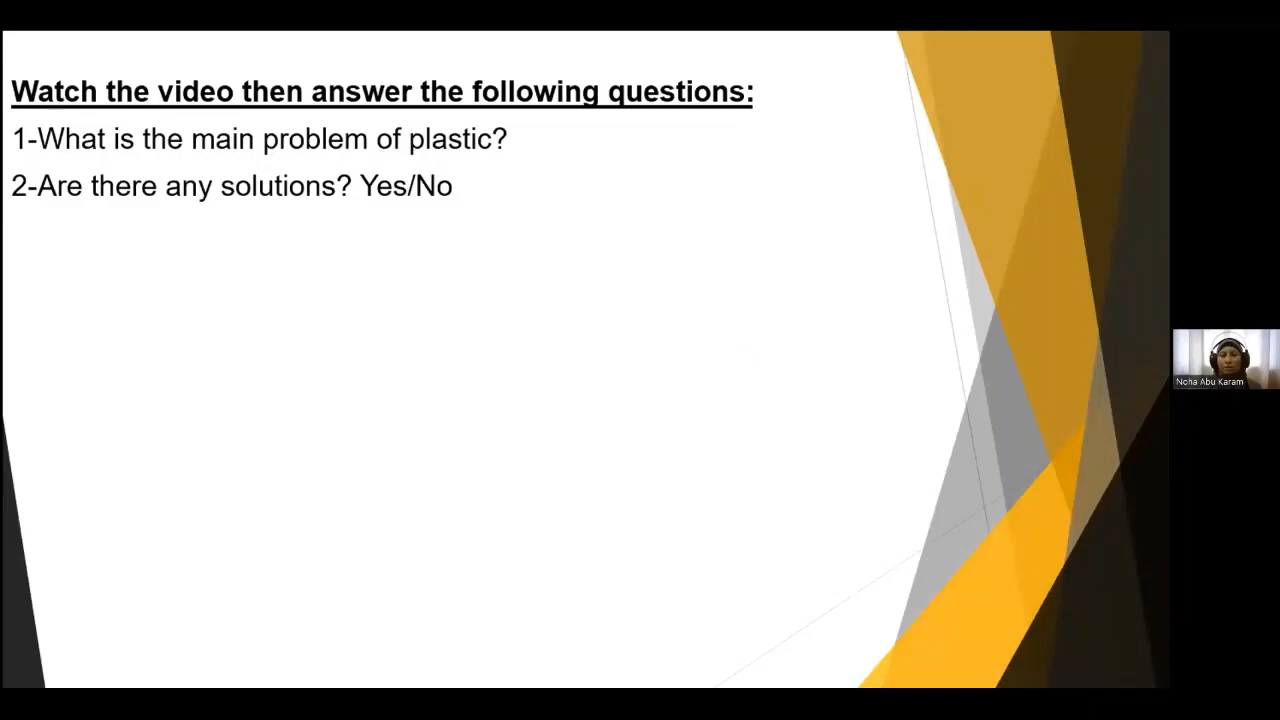 Watch the video then answer the following questions:
1-What is the main problem of plastic?
2-Are there any solutions? Yes/No
Noha Abu Karam